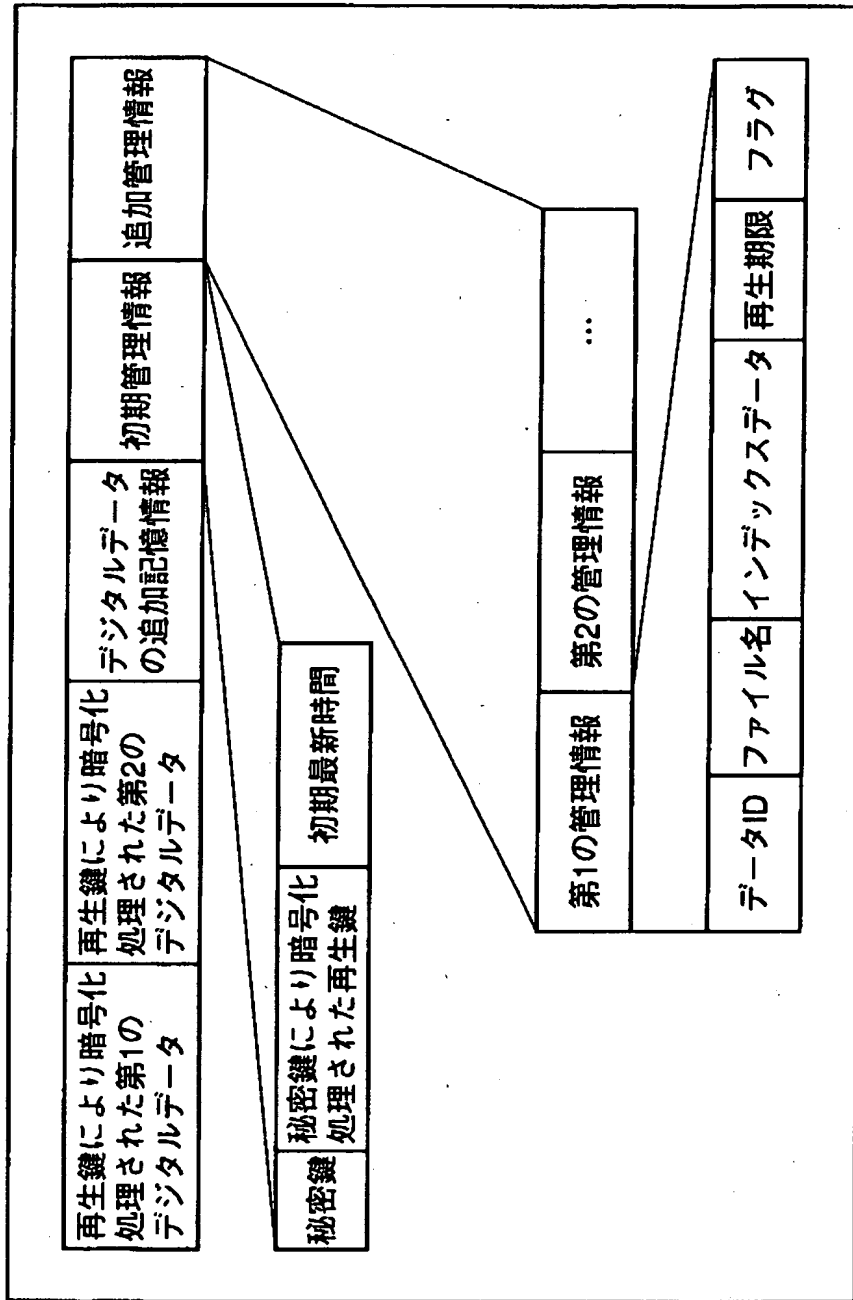 再生鍵により暗号化
処理された第1の
デジタルデータ
再生鍵により暗号化
処理された第2の
デジタルデータ
デジタルデータ
の追加記憶情報
初期管理情報
追加管理情報
秘密鍵
秘密鍵により暗号化
処理された再生鍵
初期最新時間
第1の管理情報
第2の管理情報
…
データID
ファイル名
インデックスデータ
再生期限
フラグ